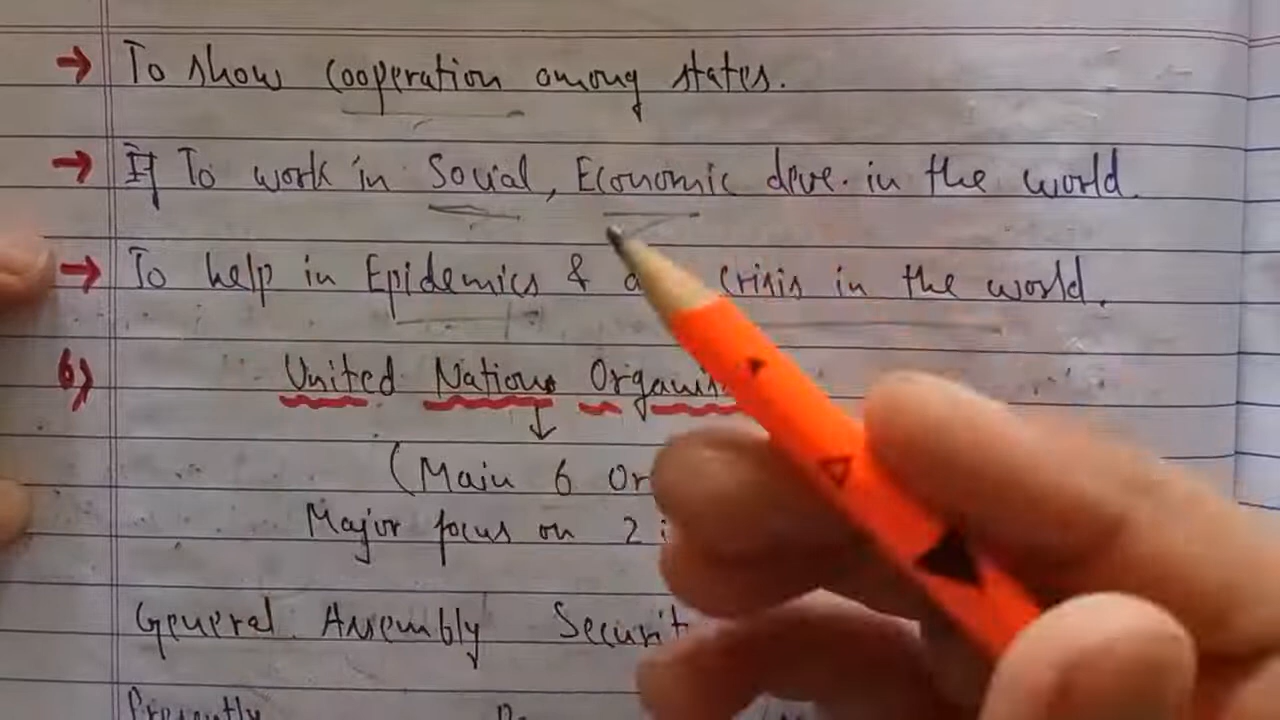 → To show cooperation among states.
→ To work in Social, Economic deve. in the world.
→ To help in Epidemics & crisis in the world.
6) United Nations
↓
(Main 6
Major focus on 2
General Assembly
Presently